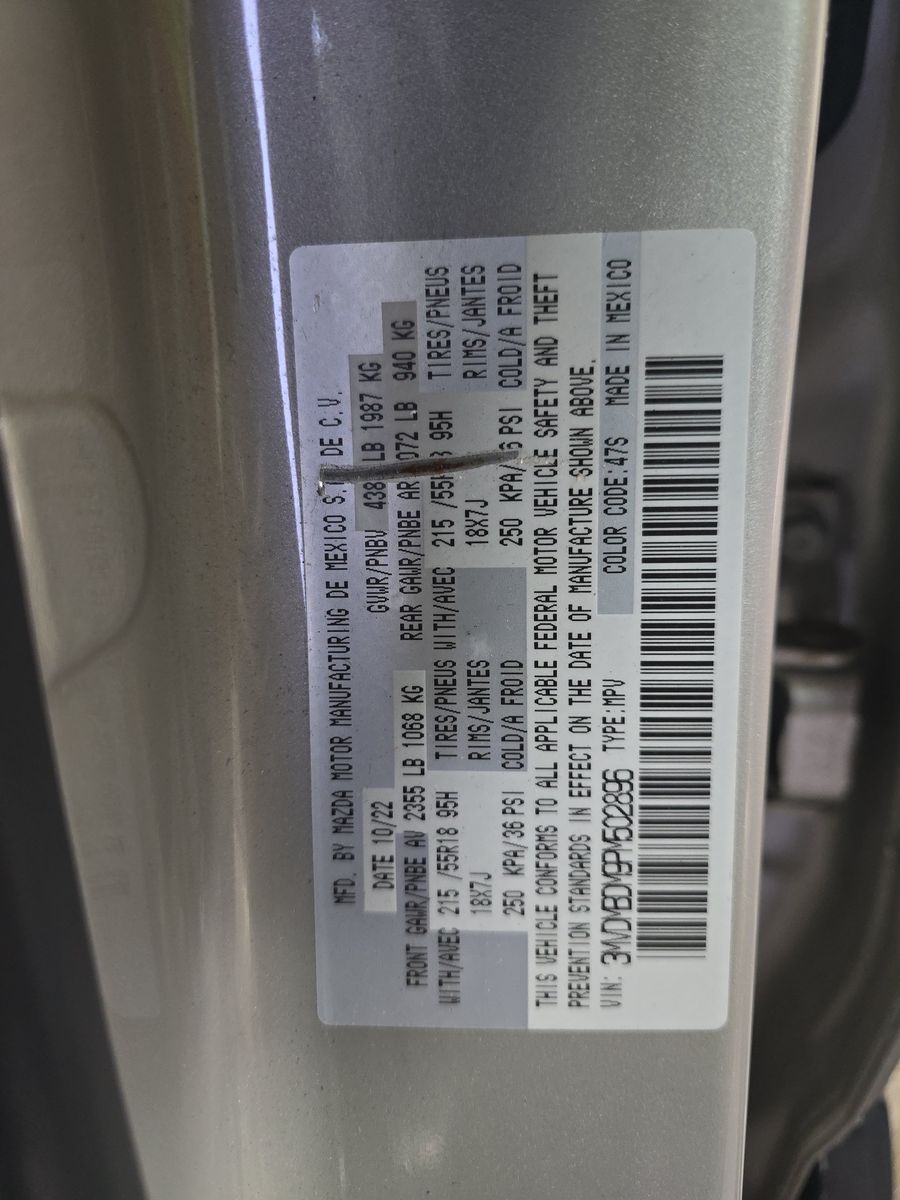 MFD. BY MAZDA MOTOR MANUFACTURING DE MEXICO DE C.V.
DATE 10/22 GVWR/PNBV LB 1987 KG
FRONT GAWR/PNBE AV 2355 LB 1068 KG REAR GAWR/PNBE AR LB 940 KG
WITH/AVEC 215 /55R18 95H TIRES/PNEUS WITH/AVEC 215 95H TIRES/PNEUS
18X7J RIMS/JANTES 18X7J RIMS/JANTES
250 KPA/36 PSI COLD/A FROID 250 KPA/ PSI COLD/A FROID
THIS VEHICLE CONFORMS TO ALL APPLICABLE FEDERAL MOTOR VEHICLE SAFETY AND THEFT
PREVENTION STANDARDS IN EFFECT ON THE DATE OF MANUFACTURE SHOWN ABOVE.
VIN: 3MVDMBDM9PM502896 TYPE:MPV COLOR CODE:47S MADE IN MEXICO